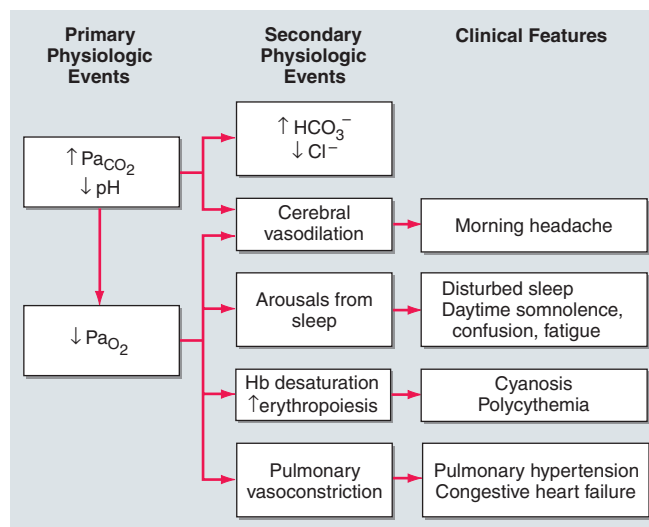 Primary
Physiologic
Events
Secondary
Physiologic
Events
Clinical Features
↑ PaCO₂
↓ pH
↑ HCO₃⁻
↓ Cl⁻
Cerebral
vasodilation
Morning headache
↓ PaO₂
Arousals from
sleep
Disturbed sleep
Daytime somnolence,
confusion, fatigue
Hb desaturation
↑erythropoiesis
Cyanosis
Polycythemia
Pulmonary
vasoconstriction
Pulmonary hypertension
Congestive heart failure